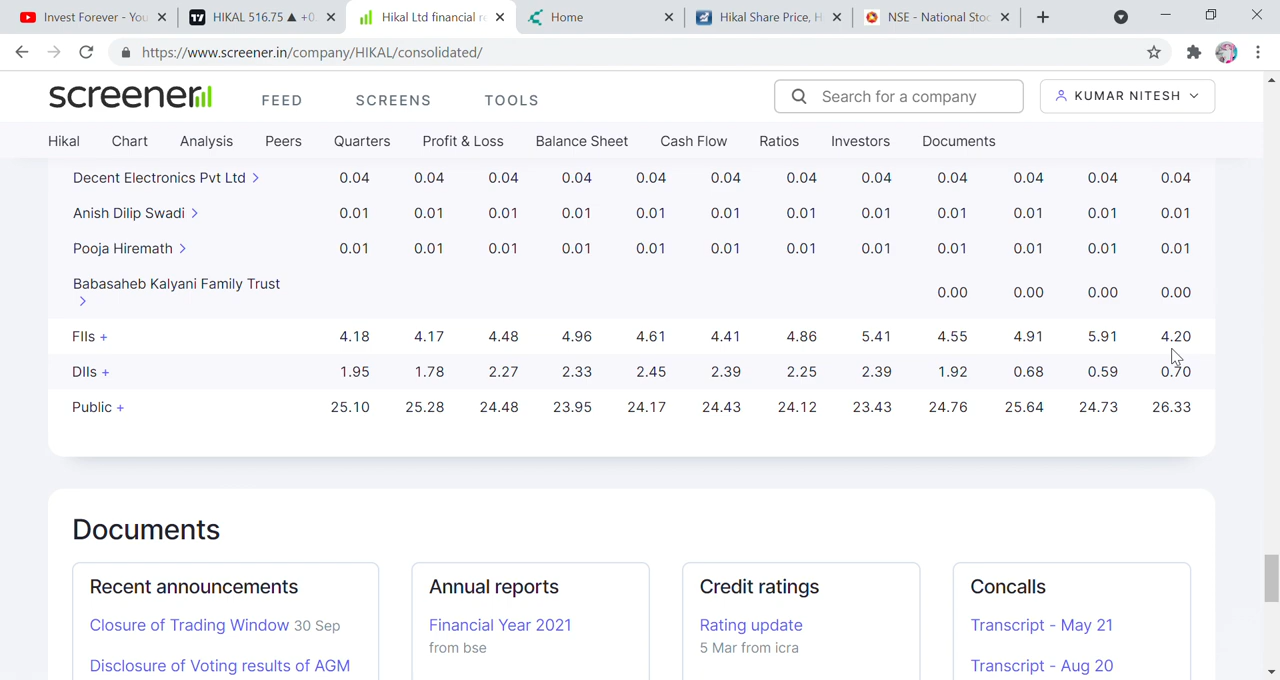 Invest Forever - You
HIKAL 516.75 ▲ +0.
Hikal Ltd financial re
Home
Hikal Share Price, H
NSE - National Stoc
https://www.screener.in/company/HIKAL/consolidated/
screener
FEED SCREENS TOOLS
Search for a company
KUMAR NITESH
Hikal Chart Analysis Peers Quarters Profit & Loss Balance Sheet Cash Flow Ratios Investors Documents
Decent Electronics Pvt Ltd > 0.04 0.04 0.04 0.04 0.04 0.04 0.04 0.04 0.04 0.04 0.04 0.04
Anish Dilip Swadi > 0.01 0.01 0.01 0.01 0.01 0.01 0.01 0.01 0.01 0.01 0.01 0.01
Pooja Hiremath > 0.01 0.01 0.01 0.01 0.01 0.01 0.01 0.01 0.01 0.01 0.01 0.01
Babasaheb Kalyani Family Trust
> 0.00 0.00 0.00 0.00
FIIs + 4.18 4.17 4.48 4.96 4.61 4.41 4.86 5.41 4.55 4.91 5.91 4.20
DIIs + 1.95 1.78 2.27 2.33 2.45 2.39 2.25 2.39 1.92 0.68 0.59 0.70
Public + 25.10 25.28 24.48 23.95 24.17 24.43 24.12 23.43 24.76 25.64 24.73 26.33
Documents
Recent announcements
Closure of Trading Window 30 Sep
Disclosure of Voting results of AGM
Annual reports
Financial Year 2021
from bse
Credit ratings
Rating update
5 Mar from icra
Concalls
Transcript - May 21
Transcript - Aug 20